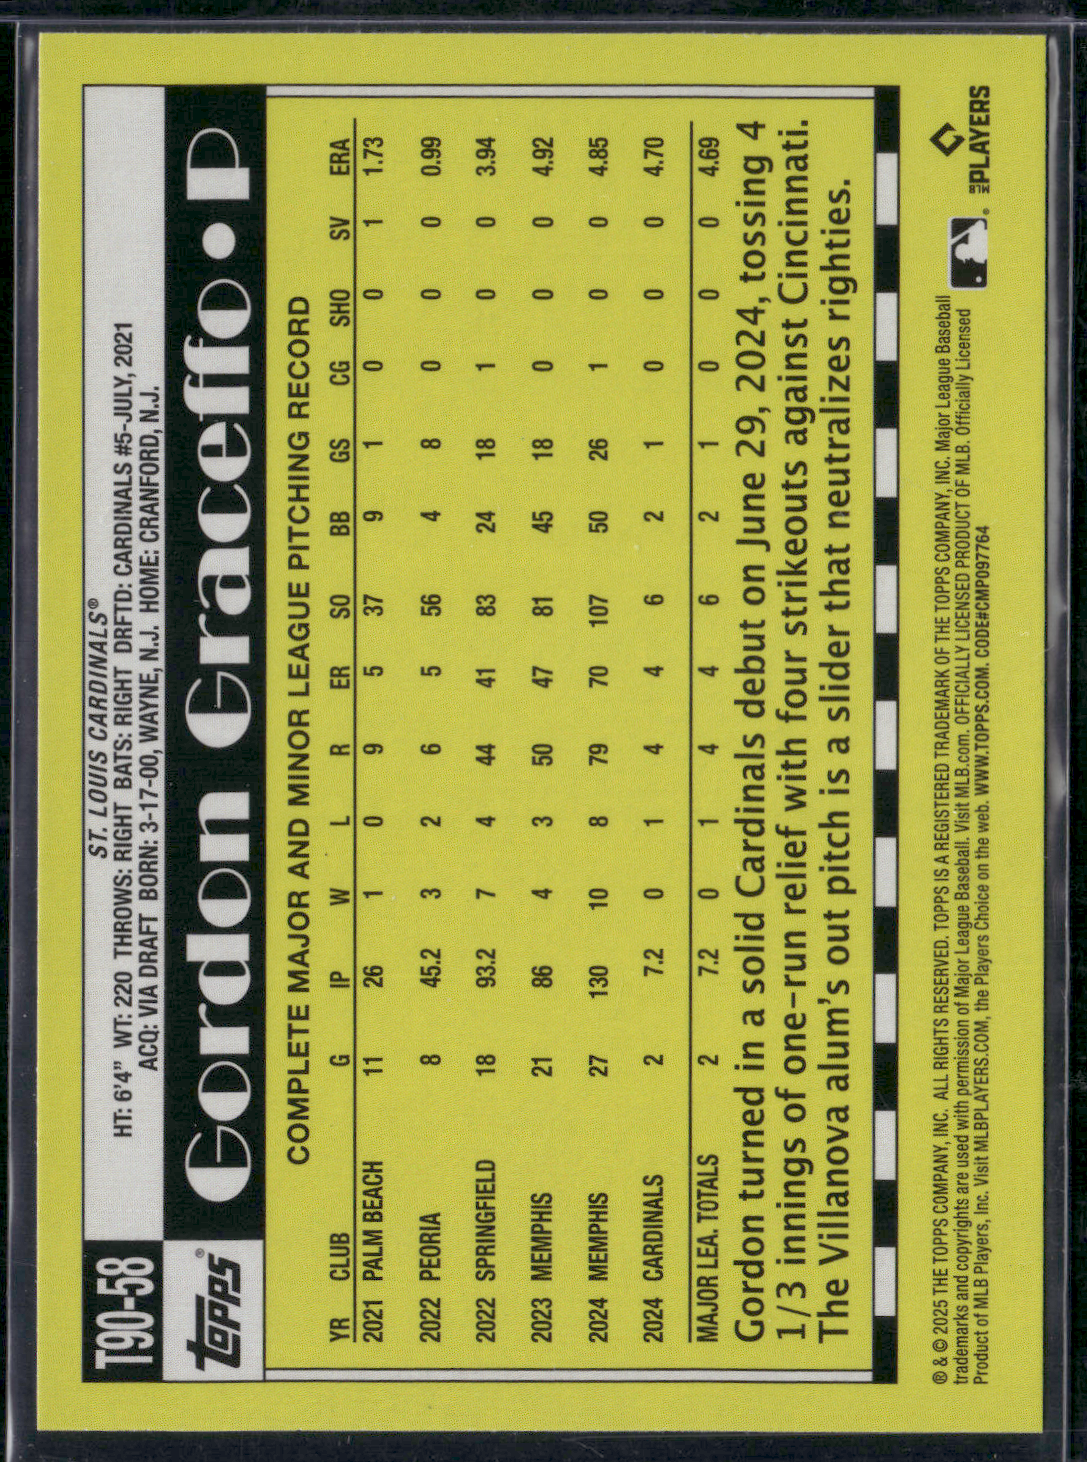 T90-58
ST. LOUIS CARDINALS®
HT: 6'4" WT: 220 THROWS: RIGHT BATS: RIGHT DRFTD: CARDINALS #5-JULY, 2021
ACQ: VIA DRAFT BORN: 3-17-00, WAYNE, N.J. HOME: CRANFORD, N.J.
topps®
Gordon Graceffo • P
COMPLETE MAJOR AND MINOR LEAGUE PITCHING RECORD
YR CLUB G IP W L R ER SO BB GS CG SHO SV ERA
2021 PALM BEACH 11 26 1 0 9 5 37 9 1 0 0 1 1.73
2022 PEORIA 8 45.2 3 2 6 5 56 4 8 0 0 0 0.99
2022 SPRINGFIELD 18 93.2 7 4 44 41 83 24 18 1 0 0 3.94
2023 MEMPHIS 21 86 4 3 50 47 81 45 18 0 0 0 4.92
2024 MEMPHIS 27 130 10 8 79 70 107 50 26 1 0 0 4.85
2024 CARDINALS 2 7.2 0 1 4 4 6 2 1 0 0 0 4.70
MAJOR LEA. TOTALS 2 7.2 0 1 4 4 6 2 1 0 0 0 4.69
Gordon turned in a solid Cardinals debut on June 29, 2024, tossing 4
1/3 innings of one-run relief with four strikeouts against Cincinnati.
The Villanova alum's out pitch is a slider that neutralizes righties.
® & © 2025 THE TOPPS COMPANY, INC. ALL RIGHTS RESERVED. TOPPS IS A REGISTERED TRADEMARK OF THE TOPPS COMPANY, INC. Major League Baseball
trademarks and copyrights are used with permission of Major League Baseball. Visit MLB.com. OFFICIALLY LICENSED PRODUCT OF MLB. Officially Licensed
Product of MLB Players, Inc. Visit MLBPLAYERS.COM, the Players Choice on the web. WWW.TOPPS.COM. CODE#CMP097764
MLB PLAYERS